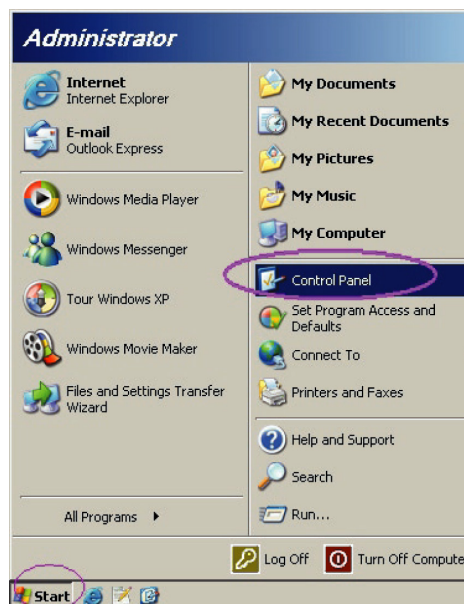 Administrator
Internet
Internet Explorer
E-mail
Outlook Express
Windows Media Player
Windows Messenger
Tour Windows XP
Windows Movie Maker
Files and Settings Transfer
Wizard
All Programs
My Documents
My Recent Documents
My Pictures
My Music
My Computer
Control Panel
Set Program Access and
Defaults
Connect To
Printers and Faxes
Help and Support
Search
Run...
Log Off
Turn Off Compute
Start